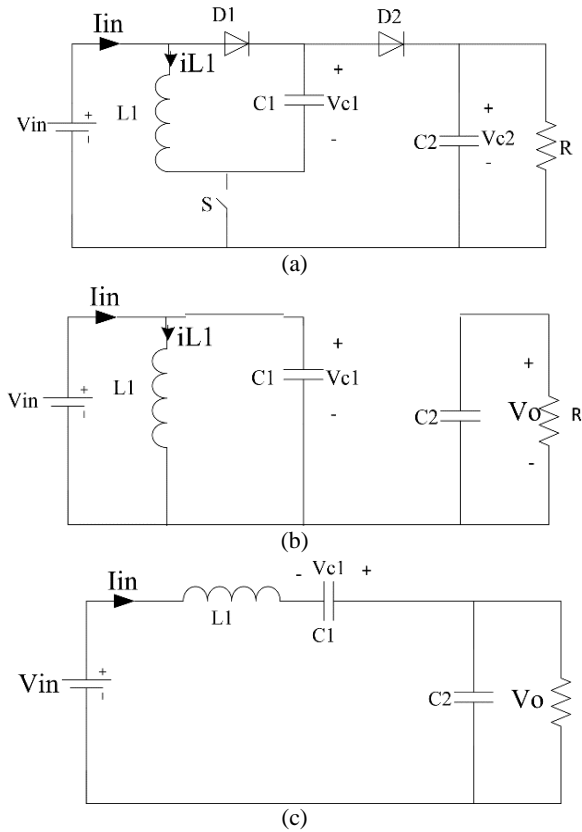 Iin
D1
D2
iL1
Vin
+
L1
C1
+
Vc1
-
C2
+
Vc2
-
R
S
(a)
Iin
iL1
Vin
+
L1
C1
+
Vc1
-
C2
+
Vo
-
R
(b)
Iin
L1
- Vc1 +
C1
Vin
+
C2
Vo
(c)